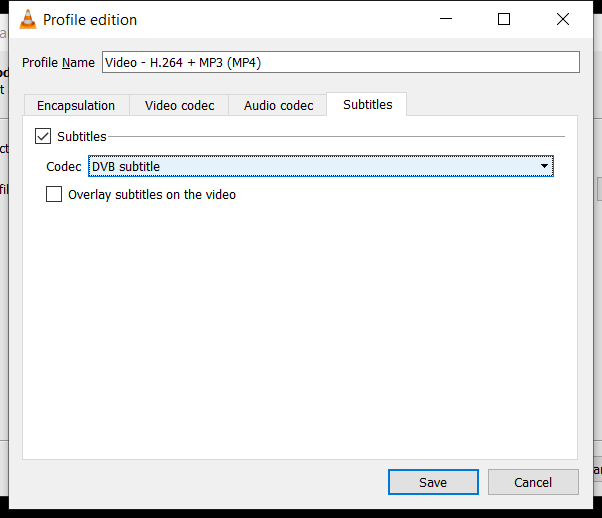 Profile edition
Profile Name Video - H.264 + MP3 (MP4)
Encapsulation Video codec Audio codec Subtitles
Subtitles
Codec DVB subtitle
Overlay subtitles on the video
Save Cancel